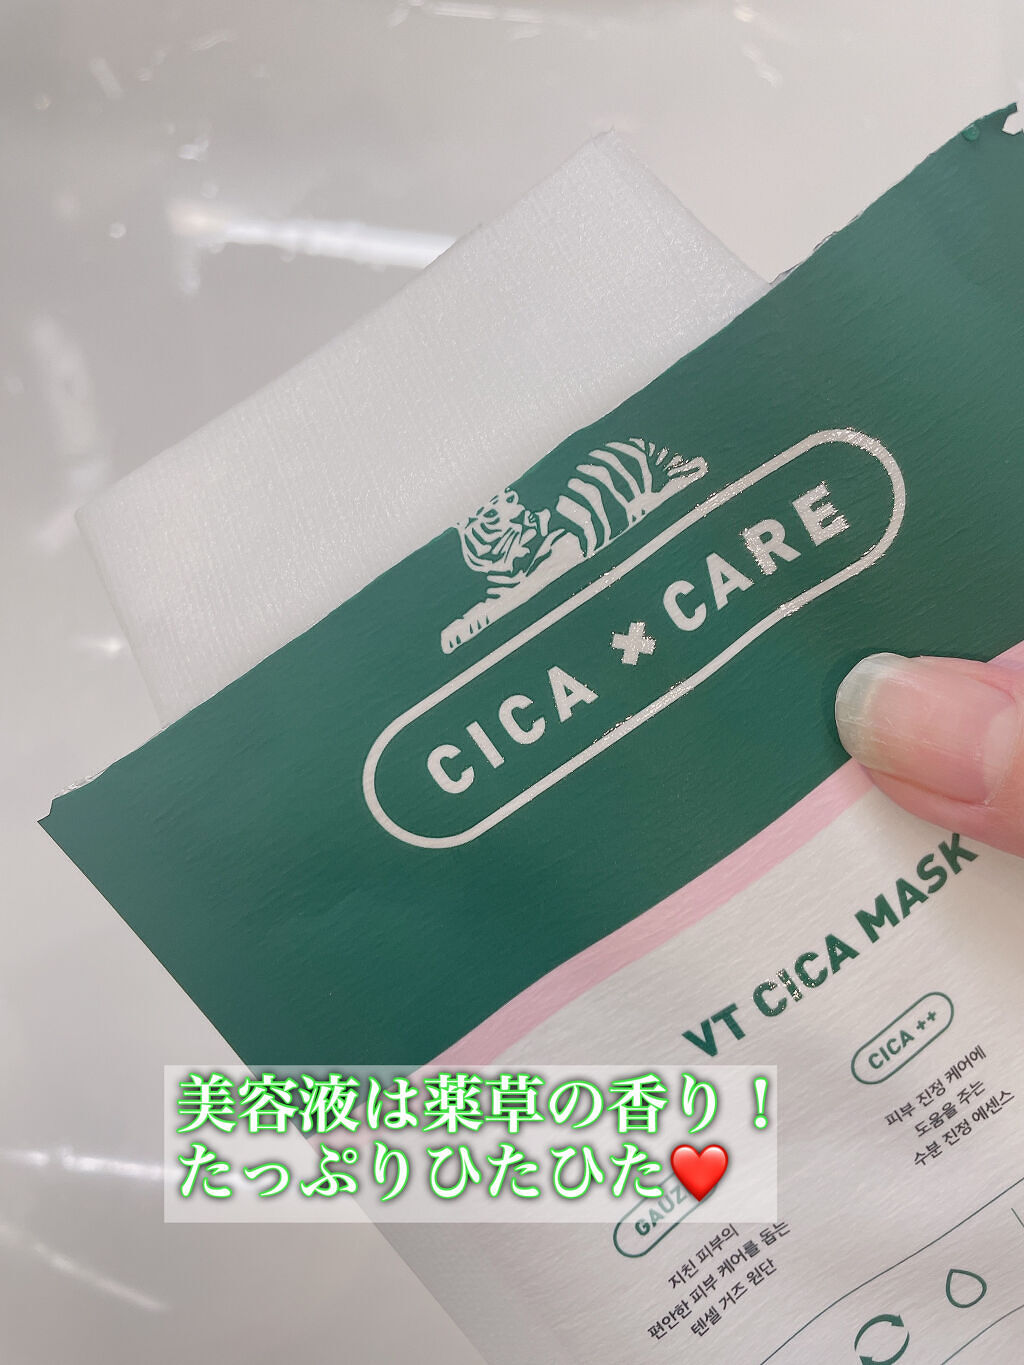 CICA × CARE
VT CICA MASK
CICA ++
피부 진정 케어에
도움을 주는
수분 진정 에센스
美容液は薬草の香り！
たっぷりひたひた❤️
지친 피부의
편안한 피부 케어를 돕는
텐셀 거즈 원단